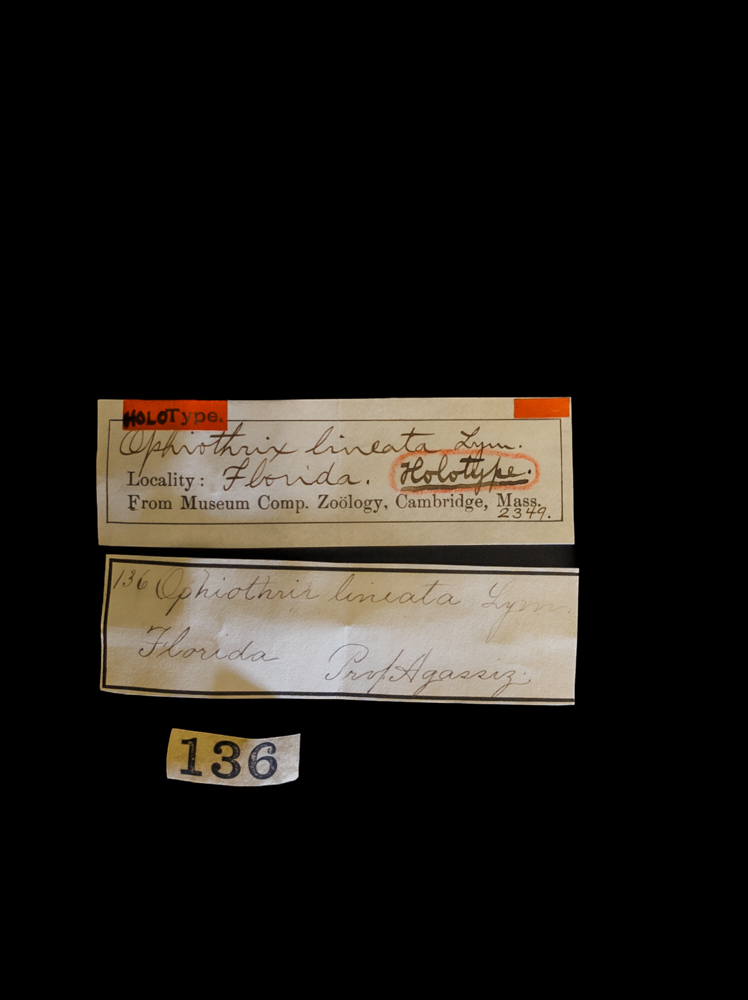 HOLOType.
Ophiothrix lineata Lym.
Locality: Florida. Holotype.
From Museum Comp. Zoölogy, Cambridge, Mass.
2349.
136 Ophiothrix lineata Lym.
Florida Prof. Agassiz.
136